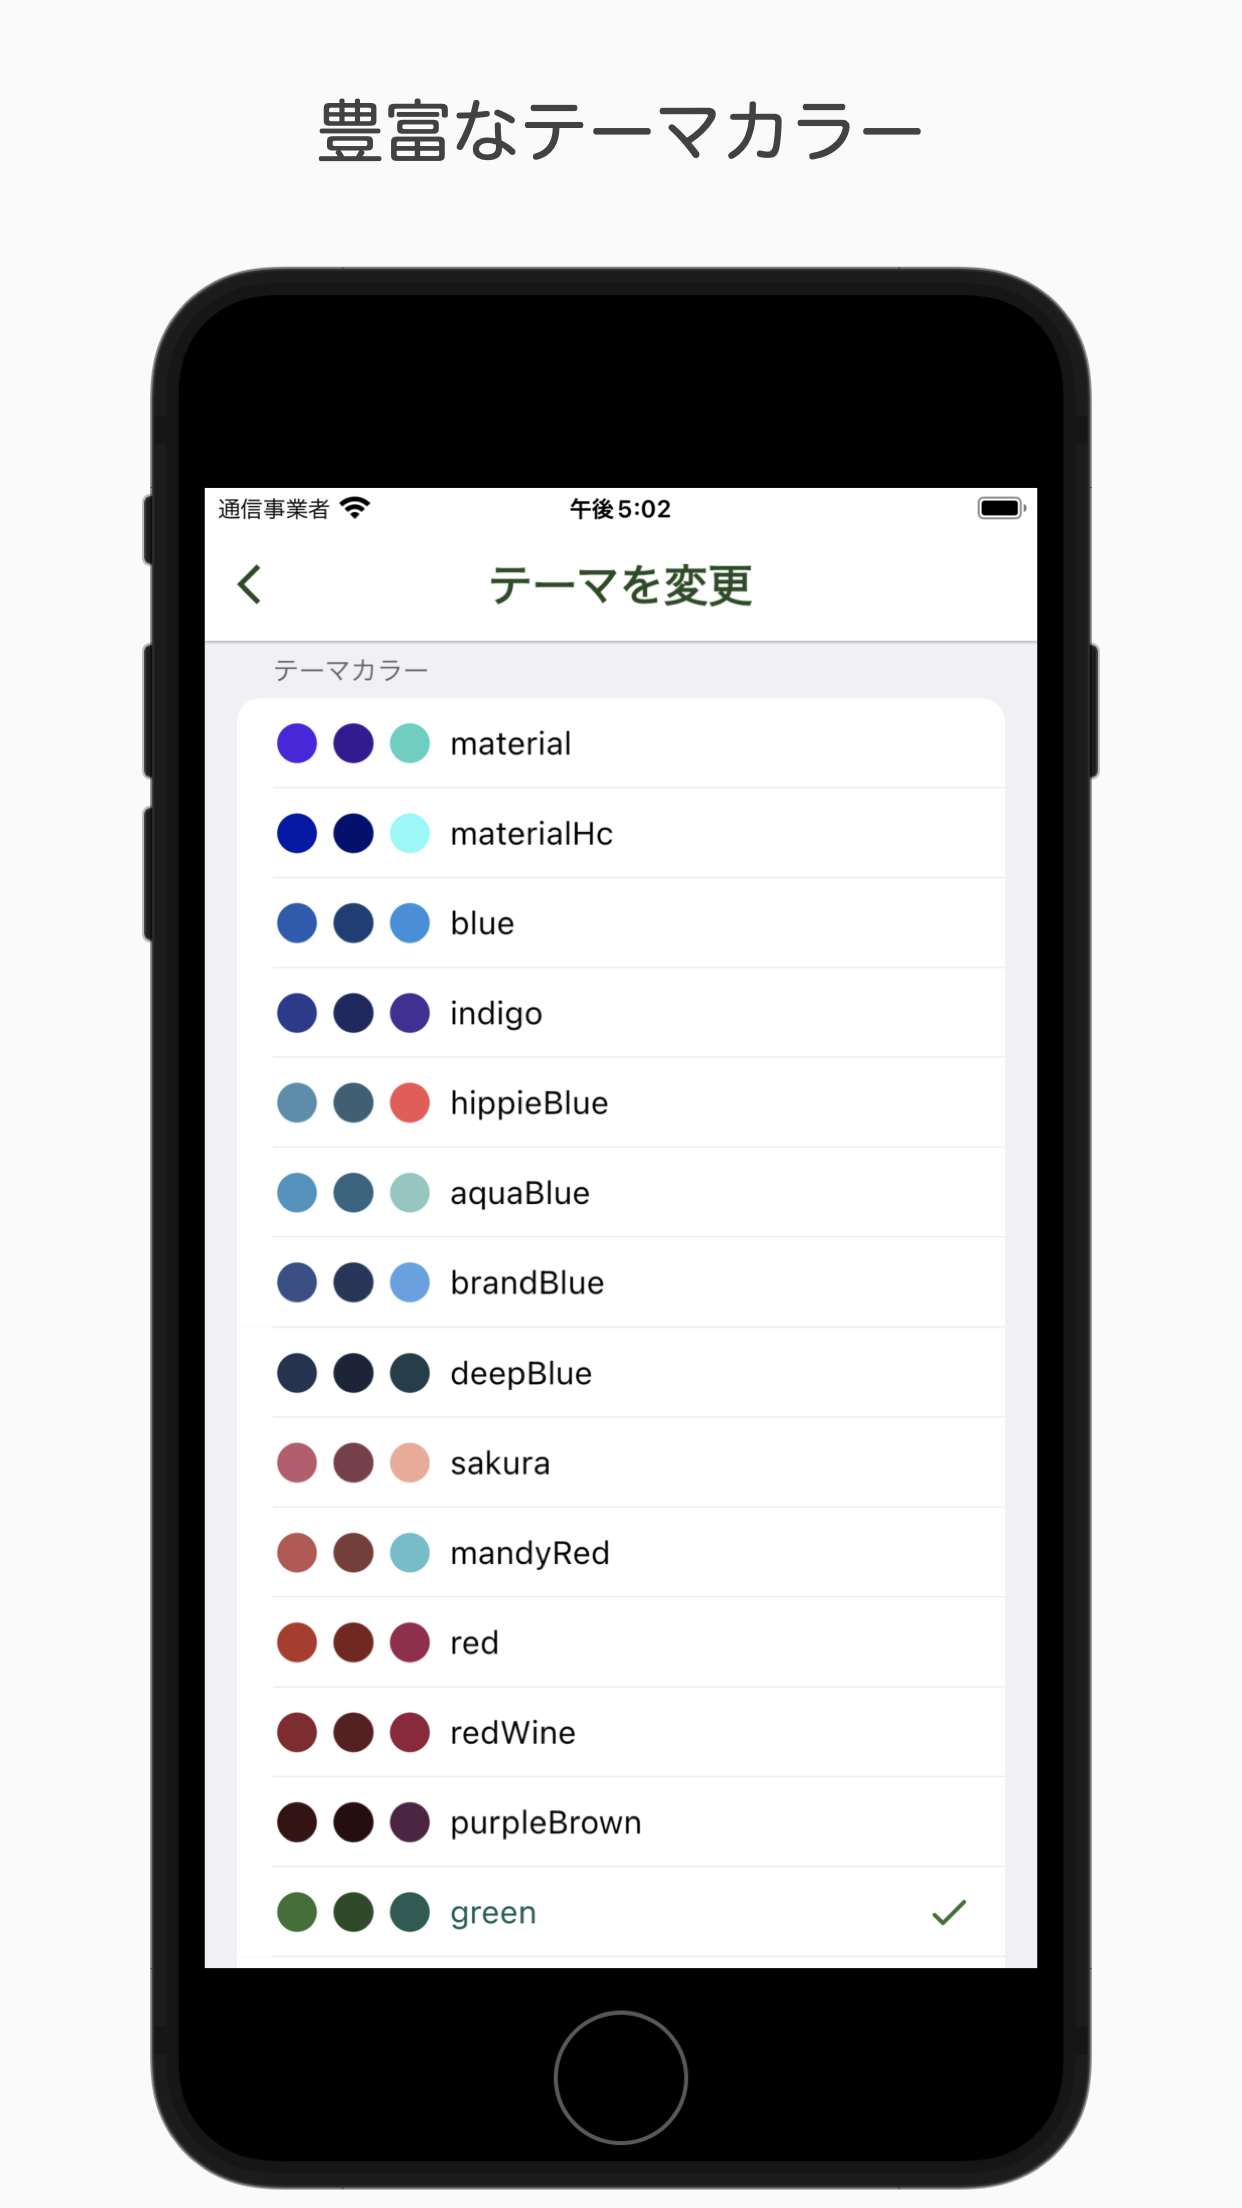 豊富なテーマカラー
通信事業者 午後5:02
テーマを変更
テーマカラー
material
materialHc
blue
indigo
hippieBlue
aquaBlue
brandBlue
deepBlue
sakura
mandyRed
red
redWine
purpleBrown
green